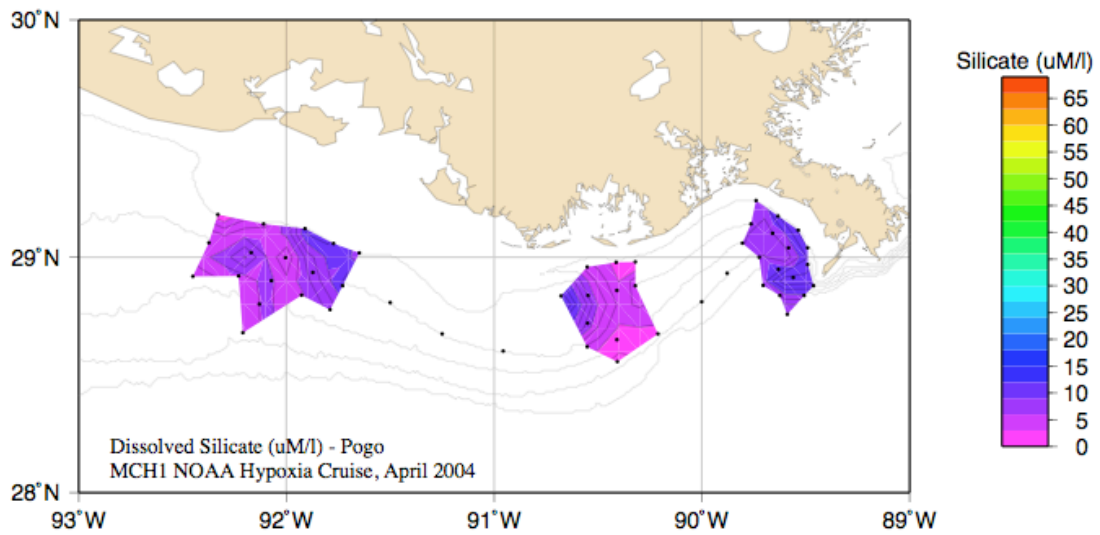 30°N
29°N
28°N
93°W
92°W
91°W
90°W
89°W
Dissolved Silicate (uM/l) - Pogo
MCH1 NOAA Hypoxia Cruise, April 2004
Silicate (uM/l)
65
60
55
50
45
40
35
30
25
20
15
10
5
0